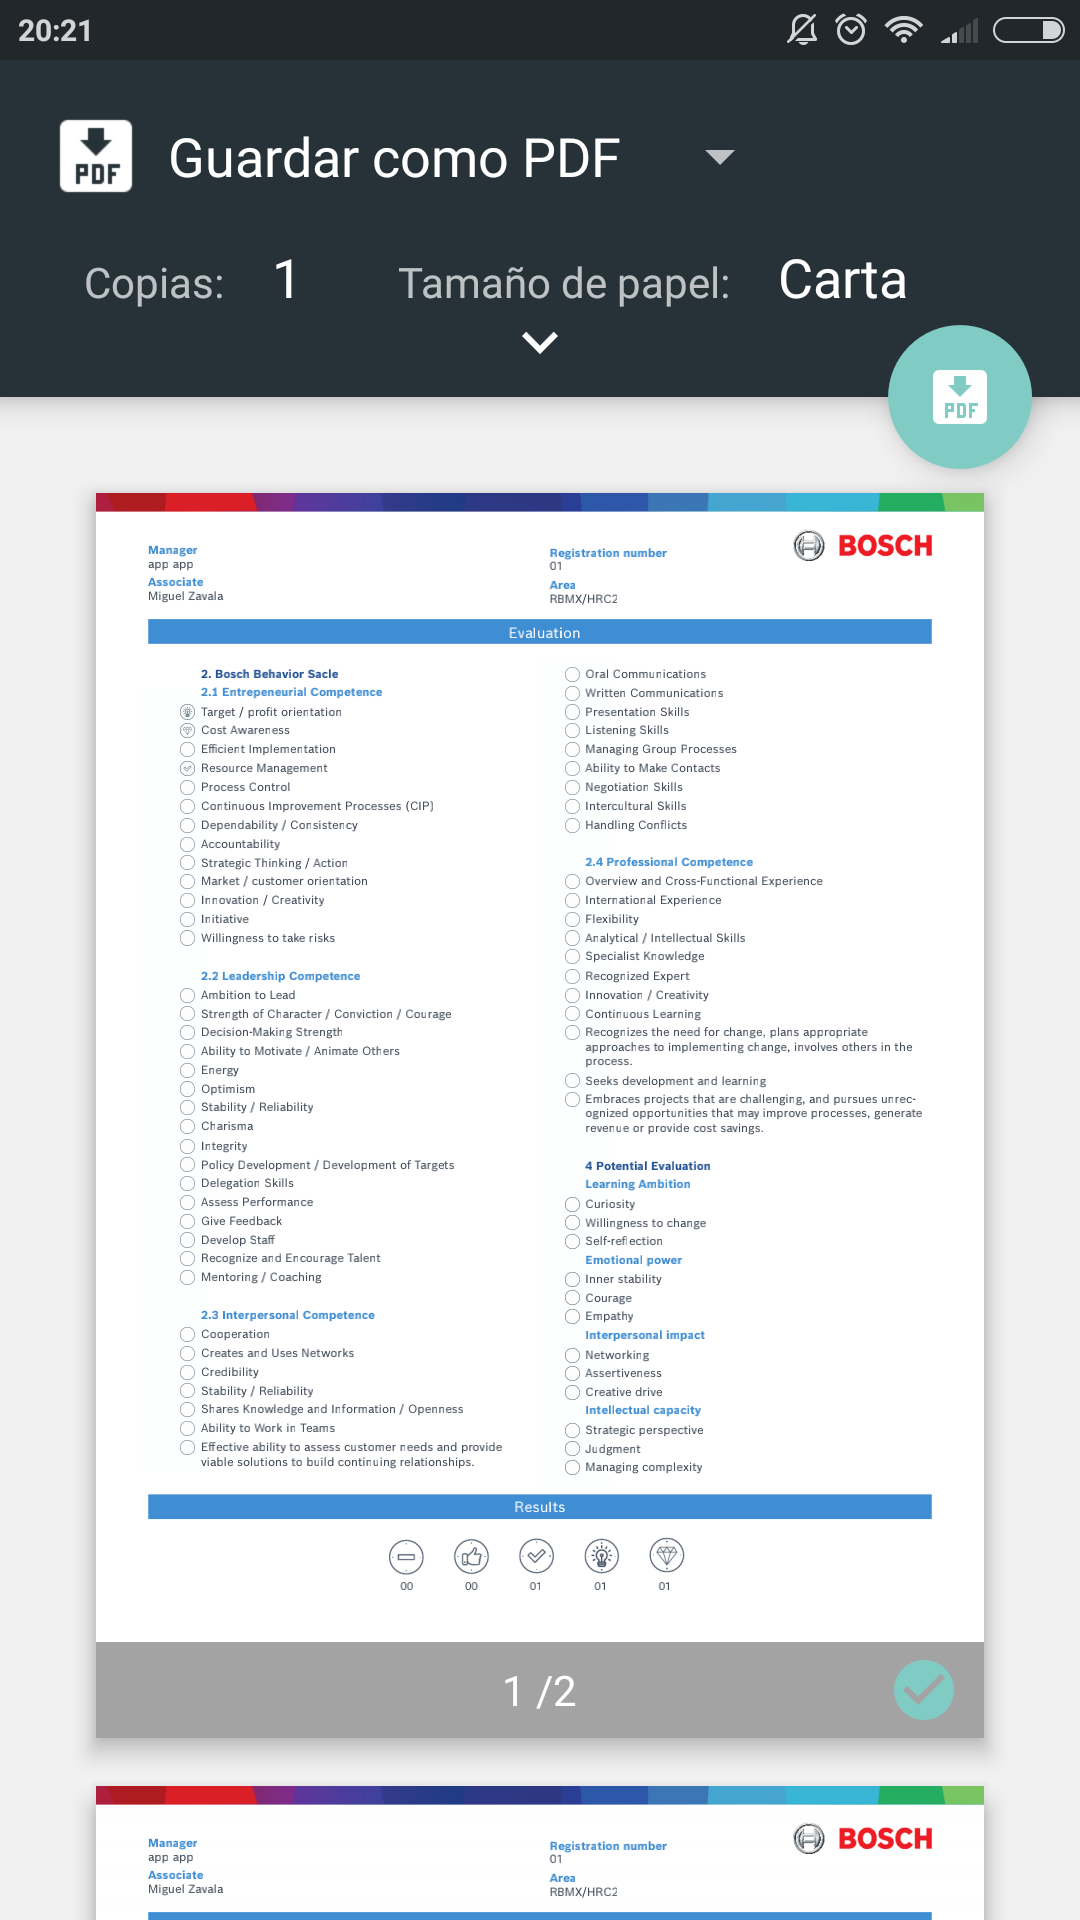 20:21
PDF
Guardar como PDF
Copias: 1 Tamaño de papel: Carta
PDF
BOSCH
Manager
app app
Associate
Miguel Zavala
Registration number
01
Area
RBMX/HRC2
Evaluation
2. Bosch Behavior Sacle
2.1 Entrepeneurial Competence
Target / profit orientation
Cost Awareness
Efficient Implementation
Resource Management
Process Control
Continuous Improvement Processes (CIP)
Dependability / Consistency
Accountability
Strategic Thinking / Action
Market / customer orientation
Innovation / Creativity
Initiative
Willingness to take risks
2.2 Leadership Competence
Ambition to Lead
Strength of Character / Conviction / Courage
Decision-Making Strength
Ability to Motivate / Animate Others
Energy
Optimism
Stability / Reliability
Charisma
Integrity
Policy Development / Development of Targets
Delegation Skills
Assess Performance
Give Feedback
Develop Staff
Recognize and Encourage Talent
Mentoring / Coaching
2.3 Interpersonal Competence
Cooperation
Creates and Uses Networks
Credibility
Stability / Reliability
Shares Knowledge and Information / Openness
Ability to Work in Teams
Effective ability to assess customer needs and provide
viable solutions to build continuing relationships.
Oral Communications
Written Communications
Presentation Skills
Listening Skills
Managing Group Processes
Ability to Make Contacts
Negotiation Skills
Intercultural Skills
Handling Conflicts
2.4 Professional Competence
Overview and Cross-Functional Experience
International Experience
Flexibility
Analytical / Intellectual Skills
Specialist Knowledge
Recognized Expert
Innovation / Creativity
Continuous Learning
Recognizes the need for change, plans appropriate
approaches to implementing change, involves others in the
process.
Seeks development and learning
Embraces projects that are challenging, and pursues unrec-
ognized opportunities that may improve processes, generate
revenue or provide cost savings.
4 Potential Evaluation
Learning Ambition
Curiosity
Willingness to change
Self-reflection
Emotional power
Inner stability
Courage
Empathy
Interpersonal impact
Networking
Assertiveness
Creative drive
Intellectual capacity
Strategic perspective
Judgment
Managing complexity
Results
00 00 01 01 01
1 /2
BOSCH
Manager
app app
Associate
Miguel Zavala
Registration number
01
Area
RBMX/HRC2